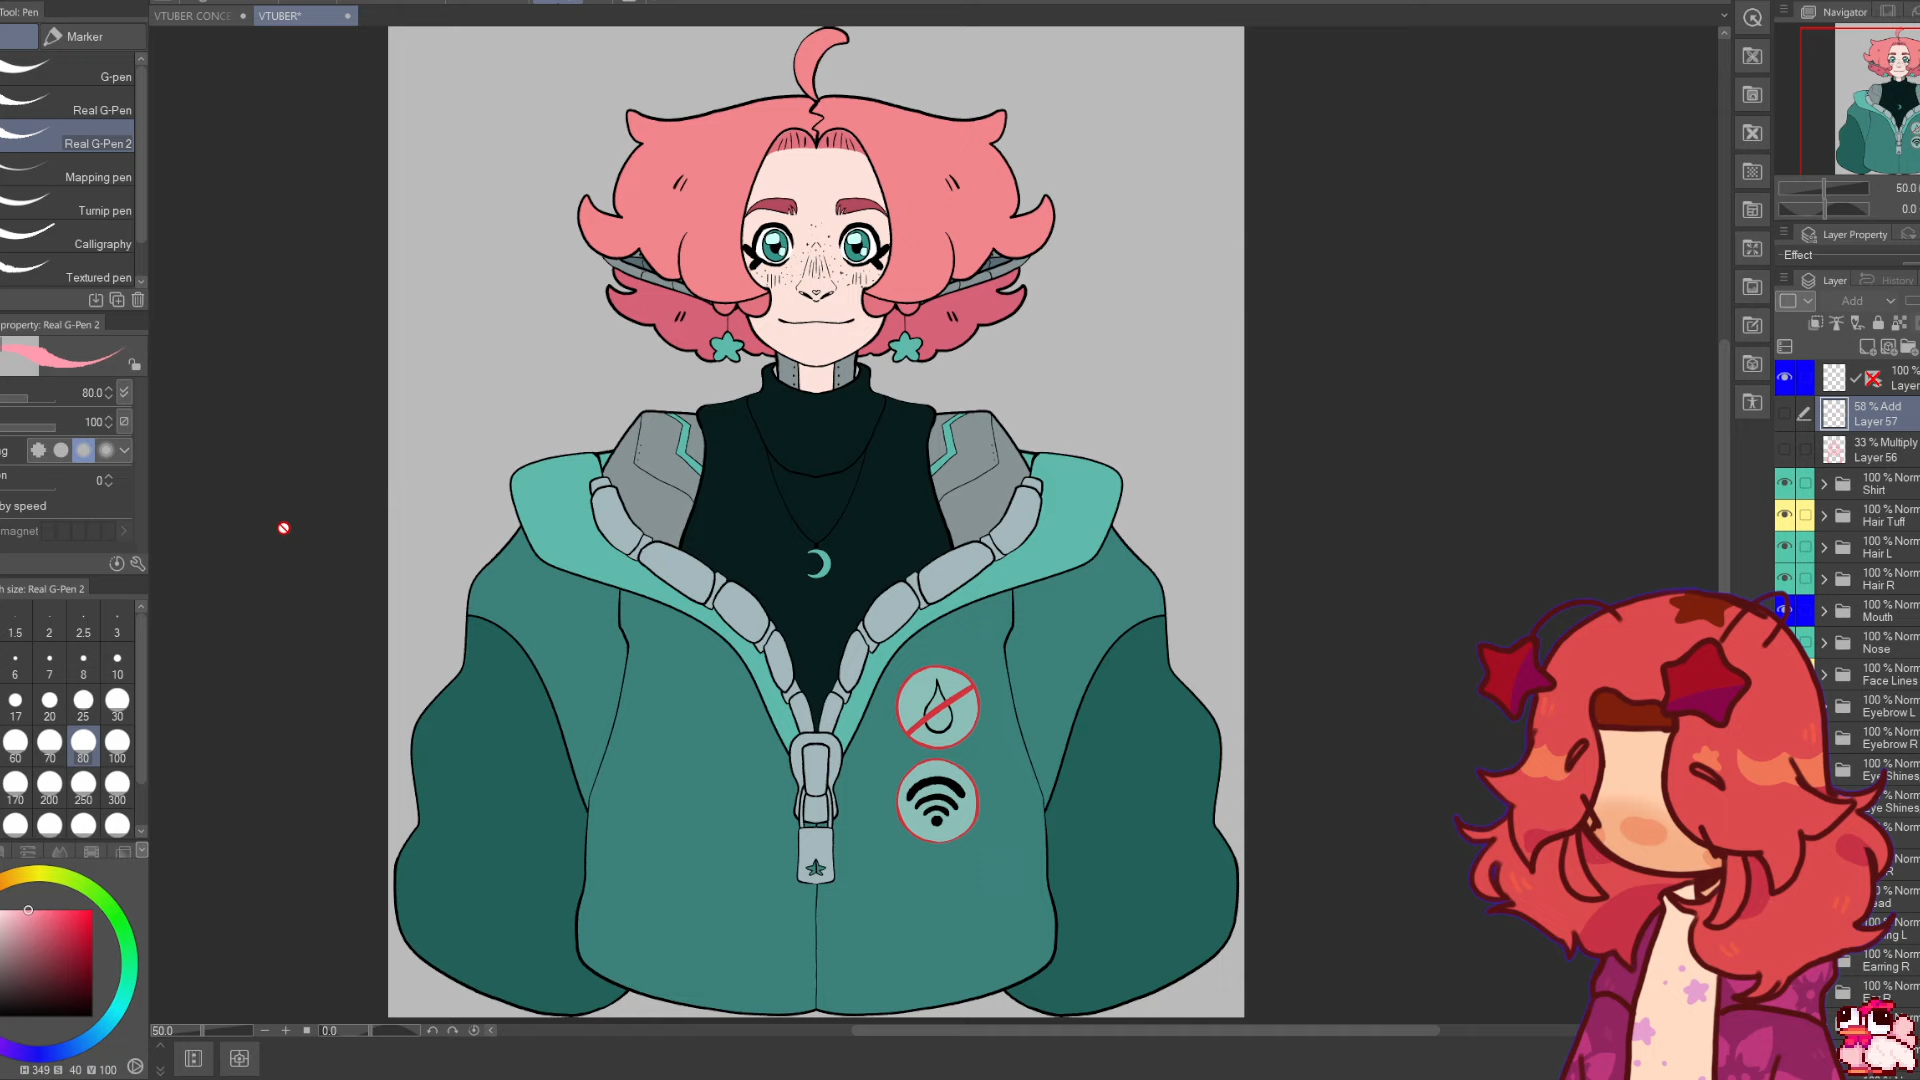 Tool: Pen
Marker
G-pen
Real G-Pen
Real G-Pen 2
Mapping pen
Turnip pen
Calligraphy
Textured pen
property: Real G-Pen 2
80.0
100
0
by speed
magnet
h size: Real G-Pen 2
1.5 2 2.5 3
6 7 8 10
17 20 25 30
60 70 80 100
170 200 250 300
H 349 S 40 V 100
VTUBER CONCE
VTUBER*
50.0
0.0
Navigator
50.0
0.0
Layer Property
Effect
Layer
History
Add
100 %
Layer
58 % Add
Layer 57
33 % Multiply
Layer 56
100 % Norm
Shirt
100 % Norm
Hair Tuff
100 % Norm
Hair L
100 % Norm
Hair R
100 % Norm
Mouth
100 % Norm
Nose
100 % Norm
Face Lines
100 % Norm
Eyebrow L
100 % Norm
Eyebrow R
100 % Norm
Eye Shines,
100 % Norm
Eye Shines,
00 % Norm
00 % Norm
R
00 % Norm
ead
100 % Norm
ng L
100 % Norm
Earring R
100 % Norm